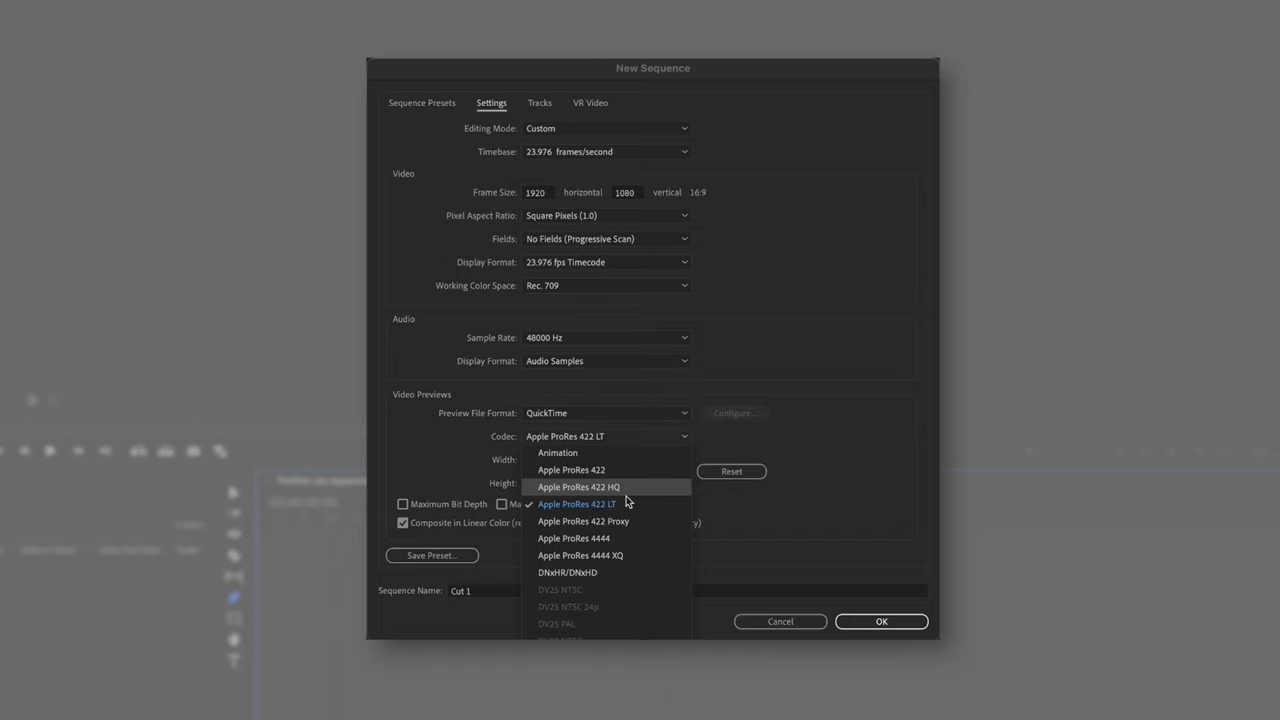 New Sequence
Sequence Presets Settings Tracks VR Video
Editing Mode: Custom
Timebase: 23.976 frames/second
Video
Frame Size: 1920 horizontal 1080 vertical 16:9
Pixel Aspect Ratio: Square Pixels (1.0)
Fields: No Fields (Progressive Scan)
Display Format: 23.976 fps Timecode
Working Color Space: Rec. 709
Audio
Sample Rate: 48000 Hz
Display Format: Audio Samples
Video Previews
Preview File Format: QuickTime Configure...
Codec: Apple ProRes 422 LT
Animation
Width:
Apple ProRes 422 Reset
Height: Apple ProRes 422 HQ
Maximum Bit Depth Ma Apple ProRes 422 LT
Composite in Linear Color (re Apple ProRes 422 Proxy y)
Apple ProRes 4444
Save Preset... Apple ProRes 4444 XQ
DNxHR/DNxHD
Sequence Name: Cut 1 DV25 NTSC
DV25 NTSC 24p
DV25 PAL
Cancel OK